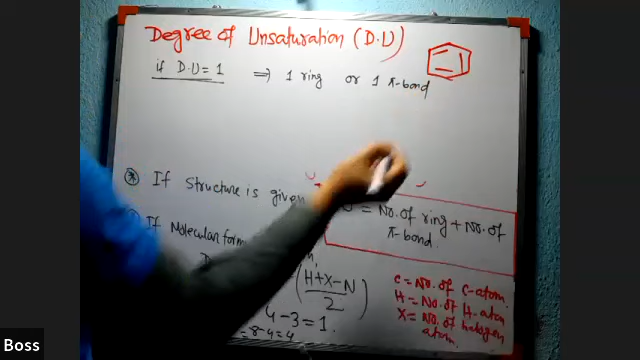 Degree of Unsaturation (D.U)
if D.U = 1 ⇒ 1 ring or 1 π-bond
* If structure is given
= No. of ring + No. of
π-bond.
If Molecular form
(H+X-N
2)
4-3=1.
= 8-4=4
C = No. of C-atom.
H = No. of H-atom
X = No. of halogen
atom.
Boss